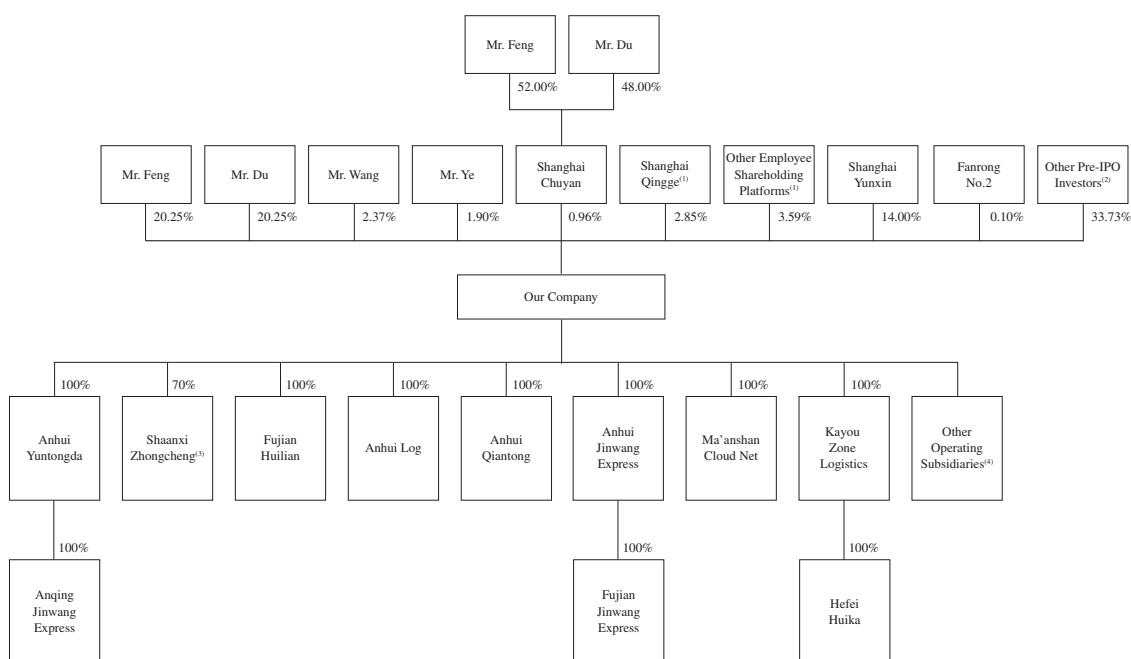 Mr. Feng
Mr. Du
52.00%
48.00%
Mr. Feng
Mr. Du
Mr. Wang
Mr. Ye
Shanghai
Chuyan
Shanghai
Qingge(1)
Other Employee
Shareholding
Platforms(1)
Shanghai
Yunxin
Fanrong
No.2
Other Pre-IPO
Investors(2)
20.25%
20.25%
2.37%
1.90%
0.96%
2.85%
3.59%
14.00%
0.10%
33.73%
Our Company
100%
70%
100%
100%
100%
100%
100%
100%
Anhui
Yuntongda
Shaanxi
Zhongcheng(3)
Fujian
Huilian
Anhui Log
Anhui
Qiantong
Anhui
Jinwang
Express
Ma’anshan
Cloud Net
Kayou
Zone
Logistics
Other
Operating
Subsidiaries(4)
100%
100%
100%
Anqing
Jinwang
Express
Fujian
Jinwang
Express
Hefei
Huika